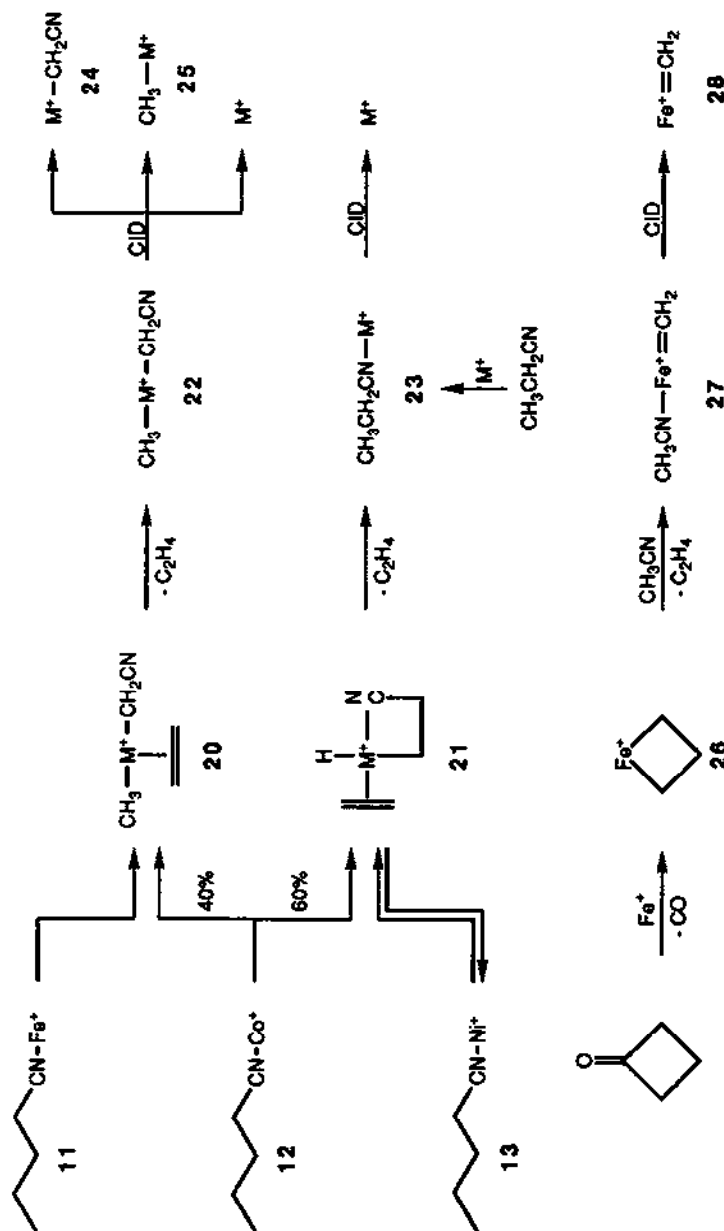 CN-Fe⁺
11
CH₃—M⁺—CH₂CN
20
- C₂H₄
CH₃—M⁺—CH₂CN
22
CID
M⁺—CH₂CN
24
CH₃—M⁺
25
M⁺
40%
CN-Co⁺
12
60%
H
M⁺
N
C
21
- C₂H₄
CH₃CH₂CN—M⁺
23
CID
M⁺
M⁺
CH₃CH₂CN
CN-Ni⁺
13
O
Fe⁺
- CO
Fe⁺
26
CH₃CN
- C₂H₄
CH₃CN—Fe⁺=CH₂
27
CID
Fe⁺=CH₂
28